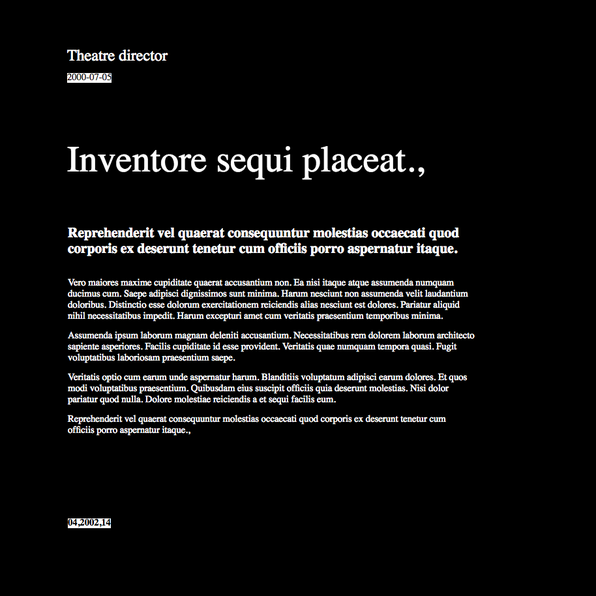 Theatre director
2000-07-05
Inventore sequi placeat.,
Reprehenderit vel quaerat consequuntur molestias occaecati quod
corporis ex deserunt tenetur cum officiis porro aspernatur itaque.
Vero maiores maxime cupiditate quaerat accusantium non. Ea nisi itaque atque assumenda numquam
ducimus cum. Saepe adipisci dignissimos sunt minima. Harum nesciunt non assumenda velit laudantium
doloribus. Distinctio esse dolorum exercitationem reiciendis alias nesciunt est dolores. Pariatur aliquid
nihil necessitatibus impedit. Harum excepturi amet cum veritatis praesentium temporibus minima.
Assumenda ipsum laborum magnam deleniti accusantium. Necessitatibus rem dolorem laborum architecto
sapiente asperiores. Facilis cupiditate id esse provident. Veritatis quae numquam tempora quasi. Fugit
voluptatibus laboriosam praesentium saepe.
Veritatis optio cum earum unde aspernatur harum. Blanditiis voluptatum adipisci earum dolores. Et quos
modi voluptatibus praesentium. Quibusdam eius suscipit officiis quia deserunt molestias. Nisi dolor
pariatur quod nulla. Dolore molestiae reiciendis a et sequi facilis eum.
Reprehenderit vel quaerat consequuntur molestias occaecati quod corporis ex deserunt tenetur cum
officiis porro aspernatur itaque.,
04,2002,14